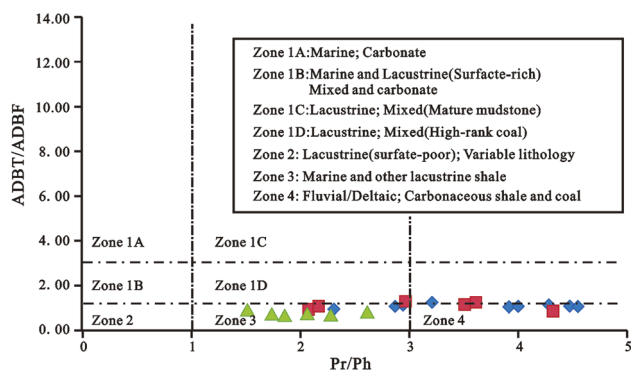 14.00
12.00
10.00
8. 00
6. 00
4. 00
2. 00
0. 00
ADBT/ADBF
Zone 1A:Marine; Carbonate
Zone 1B:Marine and Lacustrine(Surfacte-rich)
Mixed and carbonate
Zone 1C:Lacustrine; Mixed(Mature mudstone)
Zone 1D:Lacustrine; Mixed(High-rank coal)
Zone 2: Lacustrine(surfate-poor); Variable lithology
Zone 3: Marine and other lacustrine shale
Zone 4: Fluvial/Deltaic; Carbonaceous shale and coal
Zone 1A
Zone 1C
Zone 1B
Zone 1D
Zone 2
Zone 3
Zone 4
0
1
2
3
4
5
Pr/Ph